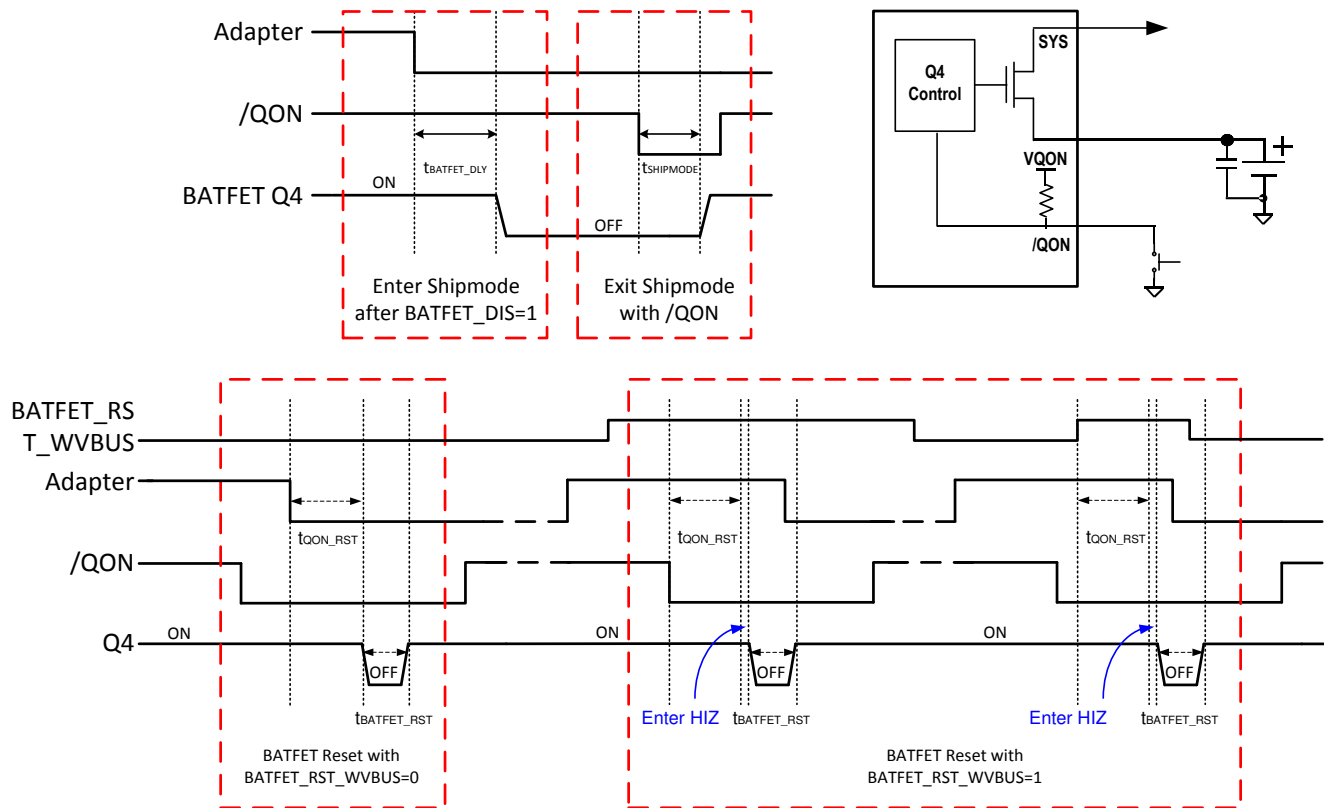 Adapter
/QON
tBATFET_DLY
tSHIPMODE
ON
BATFET Q4
OFF
Enter Shipmode
after BATFET_DIS=1
Exit Shipmode
with /QON
SYS
Q4
Control
VQON
+
/QON
BATFET_RS
T_WVBUS
Adapter
tQON_RST
tQON_RST
tQON_RST
/QON
ON
ON
ON
Q4
OFF
OFF
OFF
tBATFET_RST
Enter HIZ
tBATFET_RST
Enter HIZ
tBATFET_RST
BATFET Reset with
BATFET_RST_WVBUS=0
BATFET Reset with
BATFET_RST_WVBUS=1